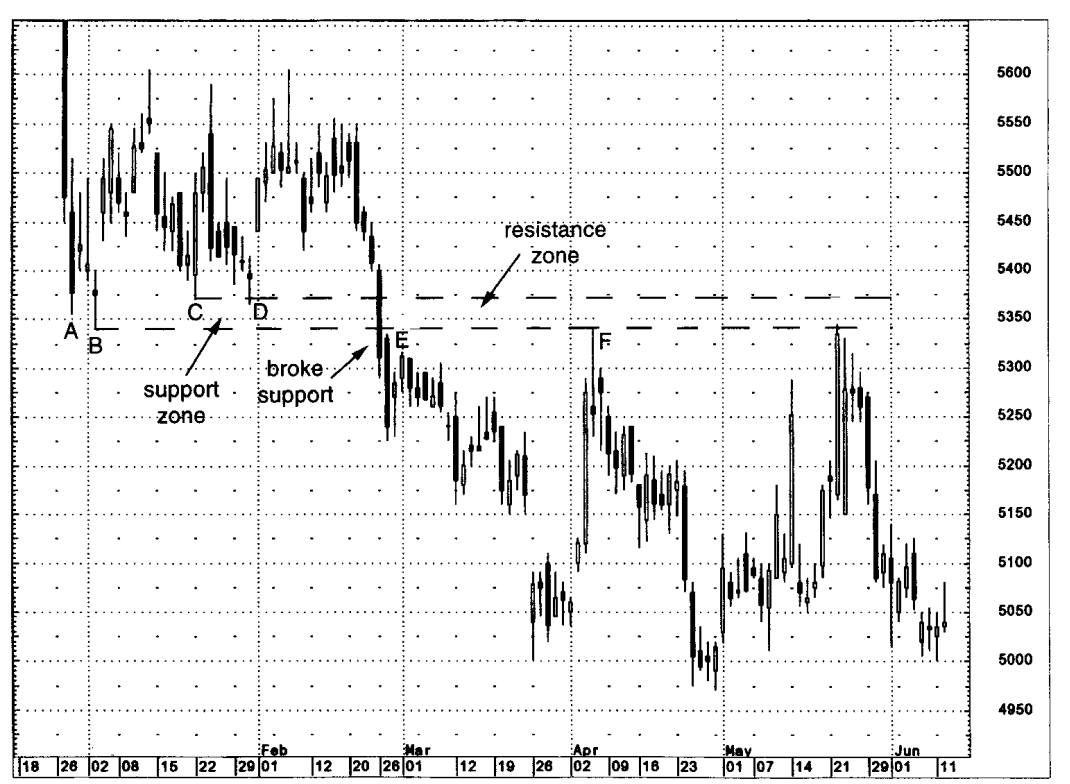 5600
5550
5500
5450
resistance
zone
5400
C
D
5350
A
B
E
F
broke
support
5300
support
zone
5250
5200
5150
5100
5050
5000
4950
Feb Mar Apr May Jun
18 26 02 08 15 22 29 01 12 20 26 01 12 19 26 02 09 16 23 01 07 14 21 29 01 11